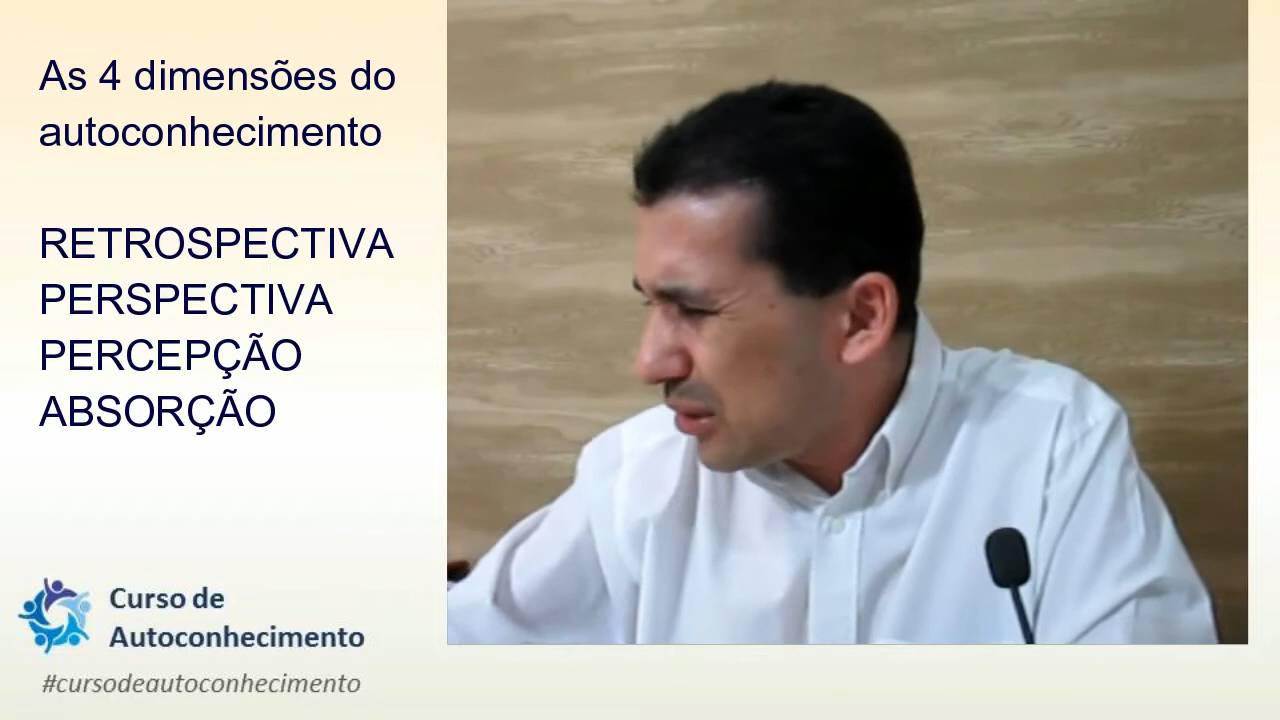 As 4 dimensões do
autoconhecimento
RETROSPECTIVA
PERSPECTIVA
PERCEPÇÃO
ABSORÇÃO
Curso de
Autoconhecimento
#cursodeautoconhecimento